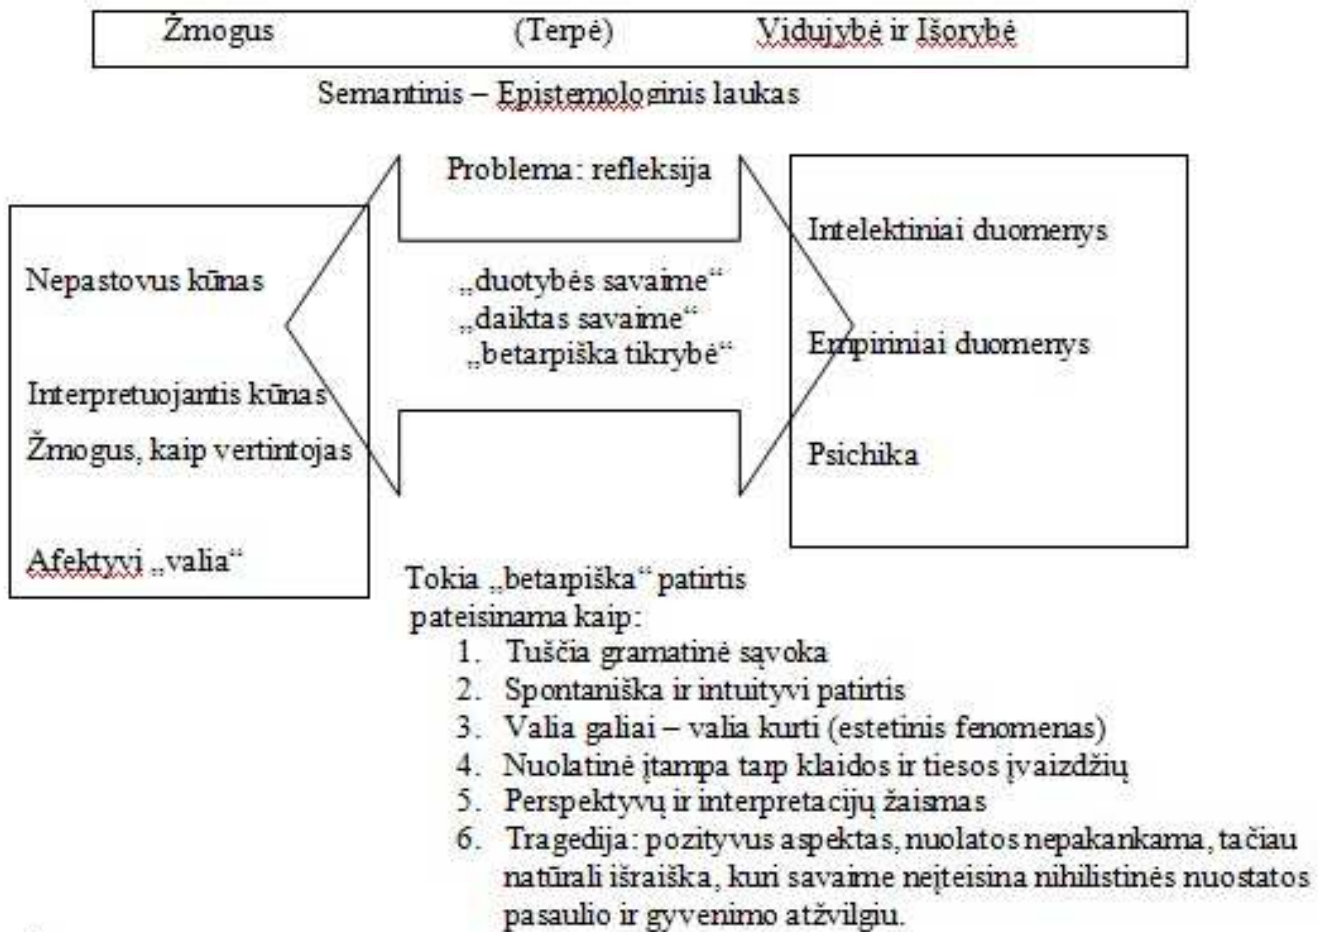 Žmogus (Terpė) Vidujybė ir Išorybė
Semantinis – Epistemologinis laukas
Problema: refleksija
Nepastovus kūnas
Interpretuojantis kūnas
Žmogus, kaip vertintojas
Afektyvi „valia“
„duotybės savaime“
„daiktas savaime“
„betarpiška tikrybė“
Intelektiniai duomenys
Empiriniai duomenys
Psichika
Tokia „betarpiška“ patirtis
pateisinama kaip:
1. Tuščia gramatinė sąvoka
2. Spontaniška ir intuityvi patirtis
3. Valia galiai – valia kurti (estetinis fenomenas)
4. Nuolatinė įtampa tarp klaidos ir tiesos įvaizdžių
5. Perspektyvų ir interpretacijų žaismas
6. Tragedija: pozityvus aspektas, nuolatos nepakankama, tačiau
natūrali išraiška, kuri savaime neįteisina nihilistinės nuostatos
pasaulio ir gyvenimo atžvilgiu.